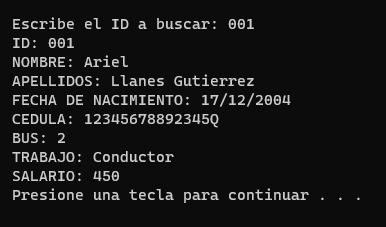 Escribe el ID a buscar: 001
ID: 001
NOMBRE: Ariel
APELLIDOS: Llanes Gutierrez
FECHA DE NACIMIENTO: 17/12/2004
CEDULA: 12345678892345Q
BUS: 2
TRABAJO: Conductor
SALARIO: 450
Presione una tecla para continuar . . .